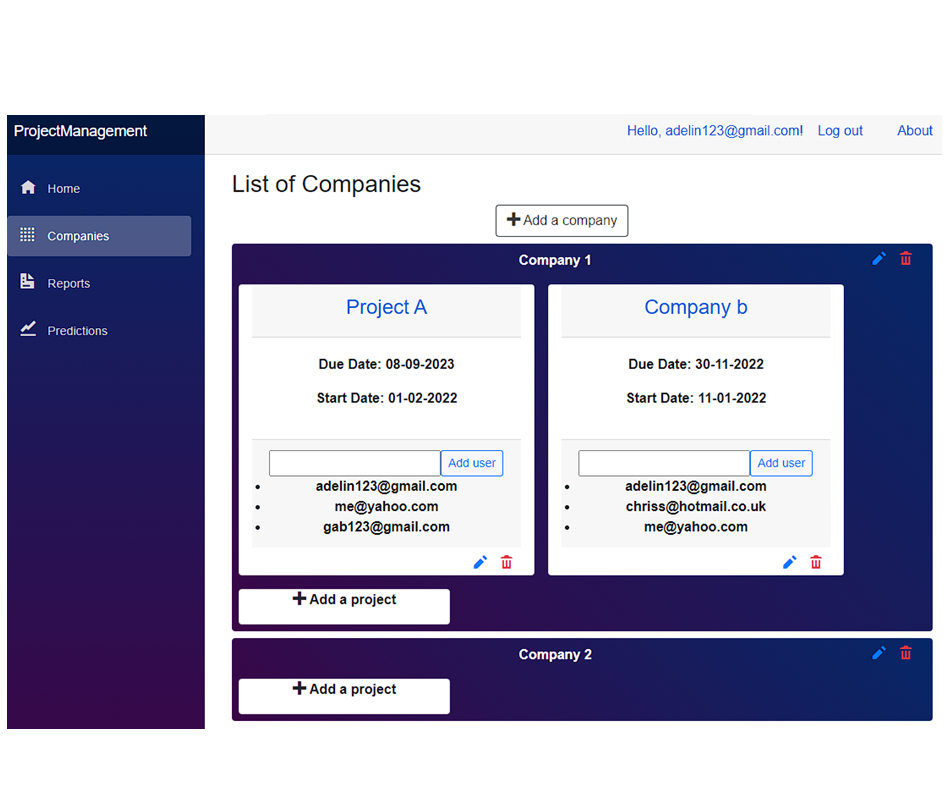 ProjectManagement
Hello, adelin123@gmail.com! Log out About
Home
Companies
Reports
Predictions
List of Companies
Add a company
Company 1
Project A
Due Date: 08-09-2023
Start Date: 01-02-2022
Add user
adelin123@gmail.com
me@yahoo.com
gab123@gmail.com
Company b
Due Date: 30-11-2022
Start Date: 11-01-2022
Add user
adelin123@gmail.com
chriss@hotmail.co.uk
me@yahoo.com
Add a project
Company 2
Add a project